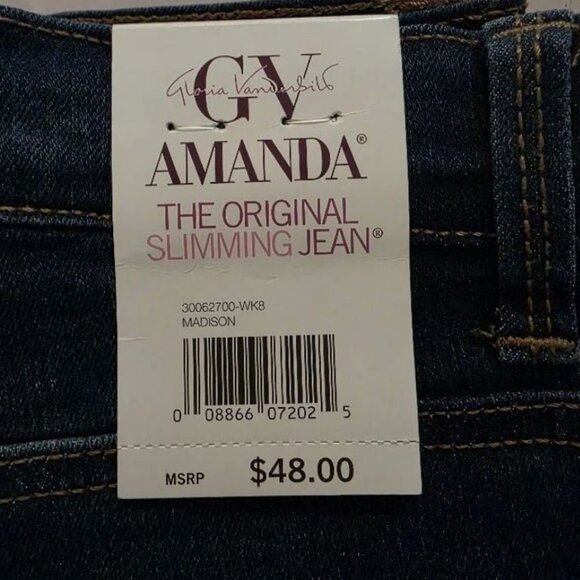 GV
Gloria Vanderbilt
AMANDA®
THE ORIGINAL
SLIMMING JEAN®
30062700-WK8
MADISON
0 08866 07202 5
MSRP $48.00